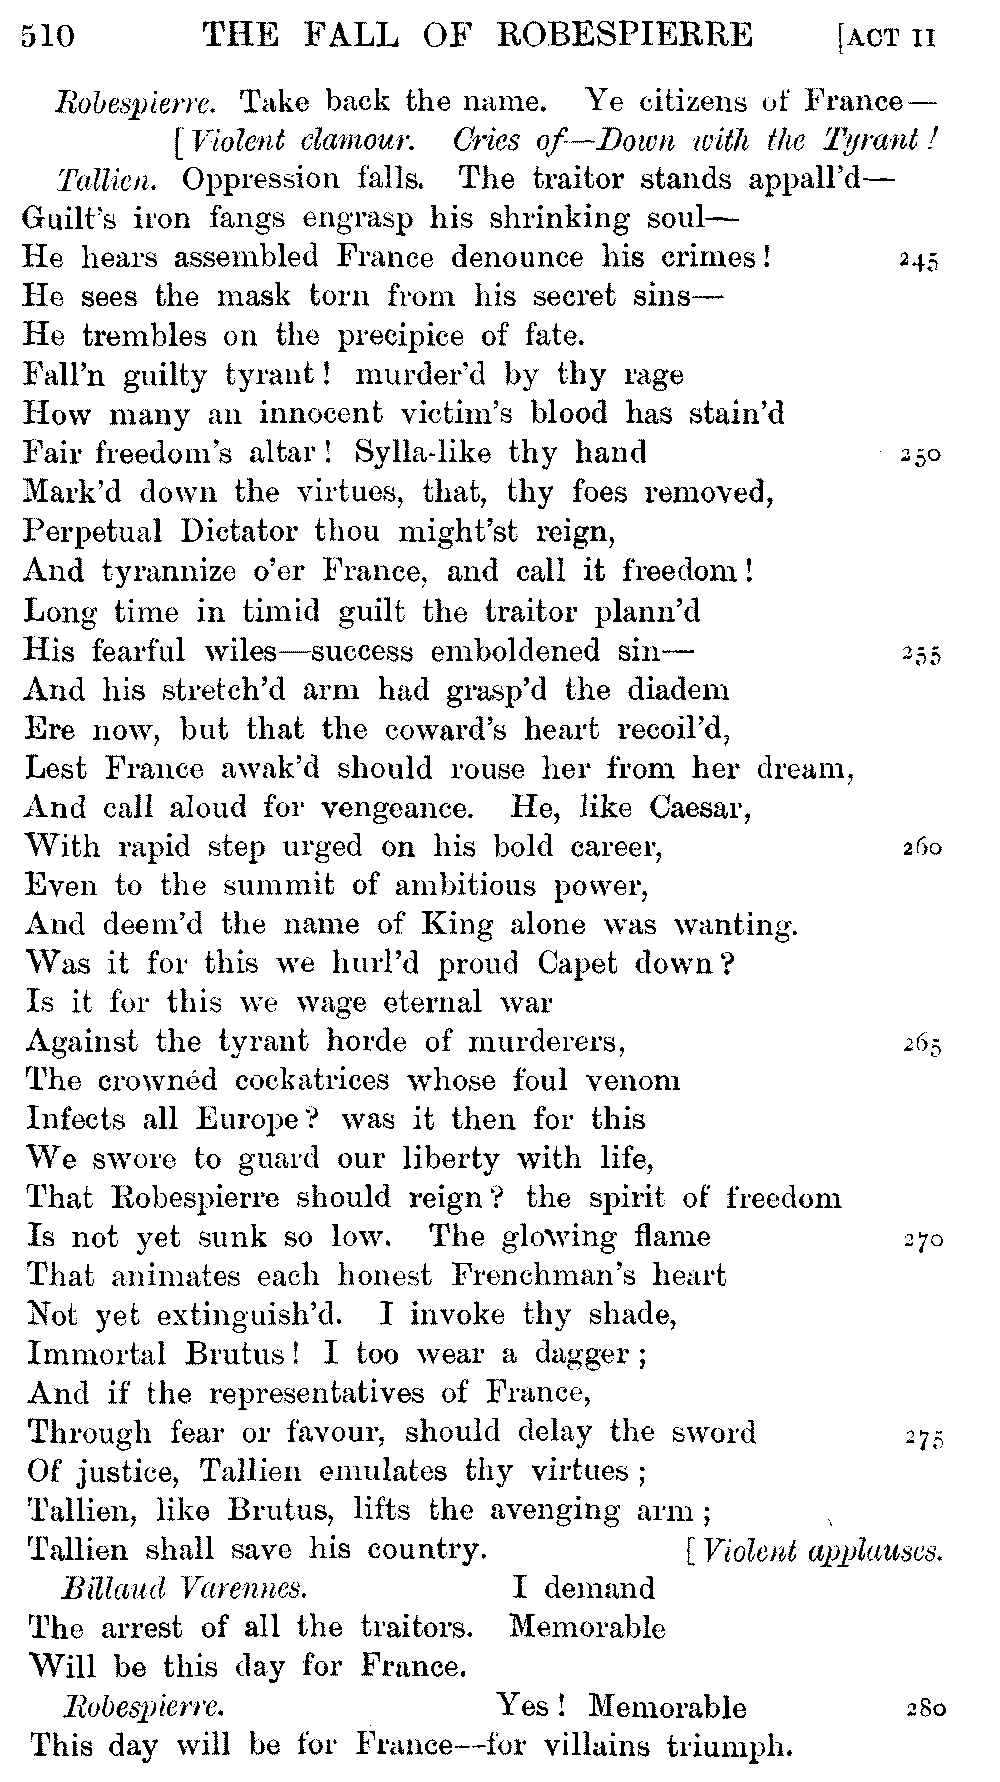 510 THE FALL OF ROBESPIERRE [ACT II
Robespierre. Take back the name. Ye citizens of France—
[Violent clamour. Cries of—Down with the Tyrant!
Tallien. Oppression falls. The traitor stands appall'd—
Guilt's iron fangs engrasp his shrinking soul—
He hears assembled France denounce his crimes! 245
He sees the mask torn from his secret sins—
He trembles on the precipice of fate.
Fall'n guilty tyrant! murder'd by thy rage
How many an innocent victim's blood has stain'd
Fair freedom's altar! Sylla-like thy hand 250
Mark'd down the virtues, that, thy foes removed,
Perpetual Dictator thou might'st reign,
And tyrannize o'er France, and call it freedom!
Long time in timid guilt the traitor plann'd
His fearful wiles—success emboldened sin— 255
And his stretch'd arm had grasp'd the diadem
Ere now, but that the coward's heart recoil'd,
Lest France awak'd should rouse her from her dream,
And call aloud for vengeance. He, like Caesar,
With rapid step urged on his bold career, 260
Even to the summit of ambitious power,
And deem'd the name of King alone was wanting.
Was it for this we hurl'd proud Capet down?
Is it for this we wage eternal war
Against the tyrant horde of murderers, 265
The crownéd cockatrices whose foul venom
Infects all Europe? was it then for this
We swore to guard our liberty with life,
That Robespierre should reign? the spirit of freedom
Is not yet sunk so low. The glowing flame 270
That animates each honest Frenchman's heart
Not yet extinguish'd. I invoke thy shade,
Immortal Brutus! I too wear a dagger;
And if the representatives of France,
Through fear or favour, should delay the sword 275
Of justice, Tallien emulates thy virtues;
Tallien, like Brutus, lifts the avenging arm;
Tallien shall save his country. [Violent applauses.
Billaud Varennes. I demand
The arrest of all the traitors. Memorable
Will be this day for France.
Robespierre. Yes! Memorable 280
This day will be for France—for villains triumph.